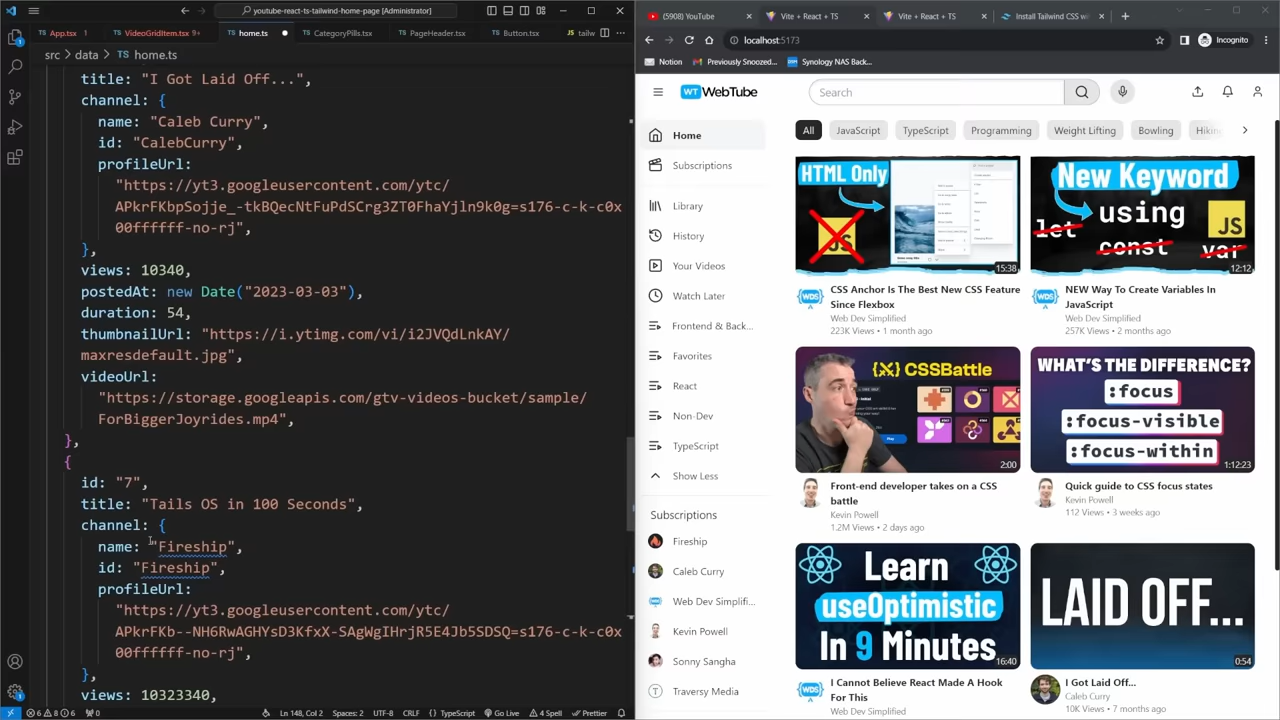 youtube-react-ts-tailwind-home-page [Administrator]
App.tsx 1
VideoGridItem.tsx 9+
home.ts
CategoryPills.tsx
PageHeader.tsx
Button.tsx
tailw
src > data > home.ts
title: "I Got Laid Off...",
channel: {
name: "Caleb Curry",
id: "CalebCurry",
profileUrl:
"https://yt3.googleusercontent.com/ytc/
views: 10340,
postedAt: new Date("2023-03-03"),
duration: 54,
thumbnailUrl: "https://i.ytimg.com/vi/i2JVQdLnkAY/
maxresdefault.jpg",
videoUrl:
"https://storage.googleapis.com/gtv-videos-bucket/sample/
ForBiggerJoyrides.mp4",
},
{
id: "7",
title: "Tails OS in 100 Seconds",
channel: {
name: "Fireship",
id: "Fireship",
profileUrl:
"https://yt3.googleusercontent.com/ytc/
APkrFKb--NH6RwAGHYsD3KfxX-SAgWgIHrjR5E4Jb5SDSQ=s176-c-k-c0x
00ffffff-no-rj",
},
views: 10323340,
6 8 6
0
Ln 148, Col 2
Spaces: 2
UTF-8
CRLF
{} TypeScript
Go Live
4 Spell
Prettier
(5908) YouTube
Vite + React + TS
Vite + React + TS
Install Tailwind CSS wi
localhost:5173
Incognito
Notion
Previously Snoozed...
Synology NAS Back...
WT WebTube
Search
Home
Subscriptions
Library
History
Your Videos
Watch Later
Frontend & Back...
Favorites
React
Non-Dev
TypeScript
Show Less
Subscriptions
Fireship
Caleb Curry
Web Dev Simplifi...
Kevin Powell
Sonny Sangha
T Traversy Media
All
JavaScript
TypeScript
Programming
Weight Lifting
Bowling
Hiking
HTML Only
JS
15:38
WDS
CSS Anchor Is The Best New CSS Feature
Since Flexbox
Web Dev Simplified
223K Views • 1 month ago
New Keyword
using
let
const
var
JS
12:12
WDS
NEW Way To Create Variables In
JavaScript
Web Dev Simplified
257K Views • 2 months ago
{X} CSSBattle
2:00
Front-end developer takes on a CSS
battle
Kevin Powell
1.2M Views • 2 days ago
WHAT'S THE DIFFERENCE?
:focus
:focus-visible
:focus-within
1:12:23
Quick guide to CSS focus states
Kevin Powell
112 Views • 3 weeks ago
Learn
useOptimistic
In 9 Minutes
16:40
WDS
I Cannot Believe React Made A Hook
For This
Web Dev Simplified
LAID OFF...
0:54
I Got Laid Off...
Caleb Curry
10K Views • 7 months ago